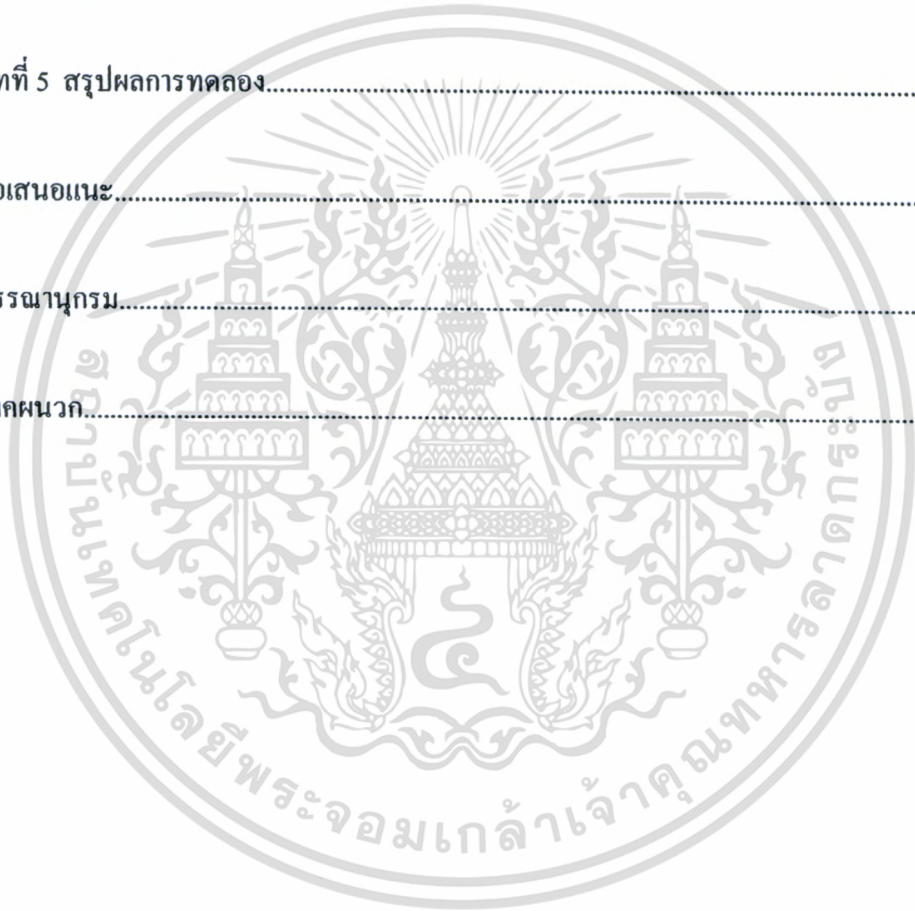 ทที่ 5 สรุปผลการทดลอง
อเสนอแนะ
รรณานุกรม
คผนวก
สถาบันเทคโนโลยีพระจอมเกล้าเจ้าคุณทหารลาดกระบัง
๔